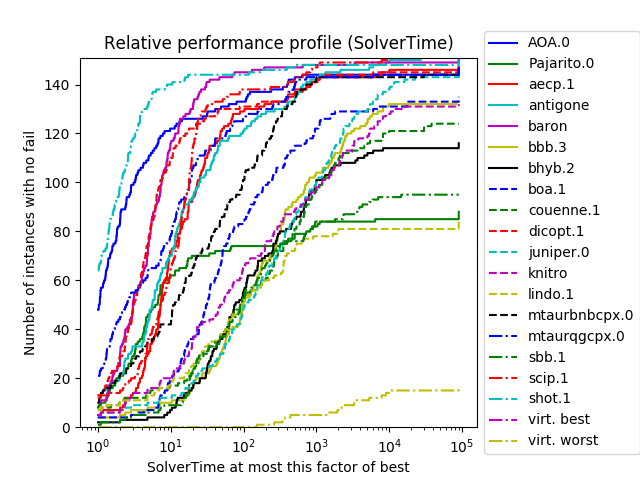 Relative performance profile (SolverTime)
Number of instances with no fail
140
120
100
80
60
40
20
0
10^0 10^1 10^2 10^3 10^4 10^5
SolverTime at most this factor of best
AOA.0
Pajarito.0
aecp.1
antigone
baron
bbb.3
bhyb.2
boa.1
couenne.1
dicopt.1
juniper.0
knitro
lindo.1
mtaurbnbcpx.0
mtaurqgcpx.0
sbb.1
scip.1
shot.1
virt. best
virt. worst